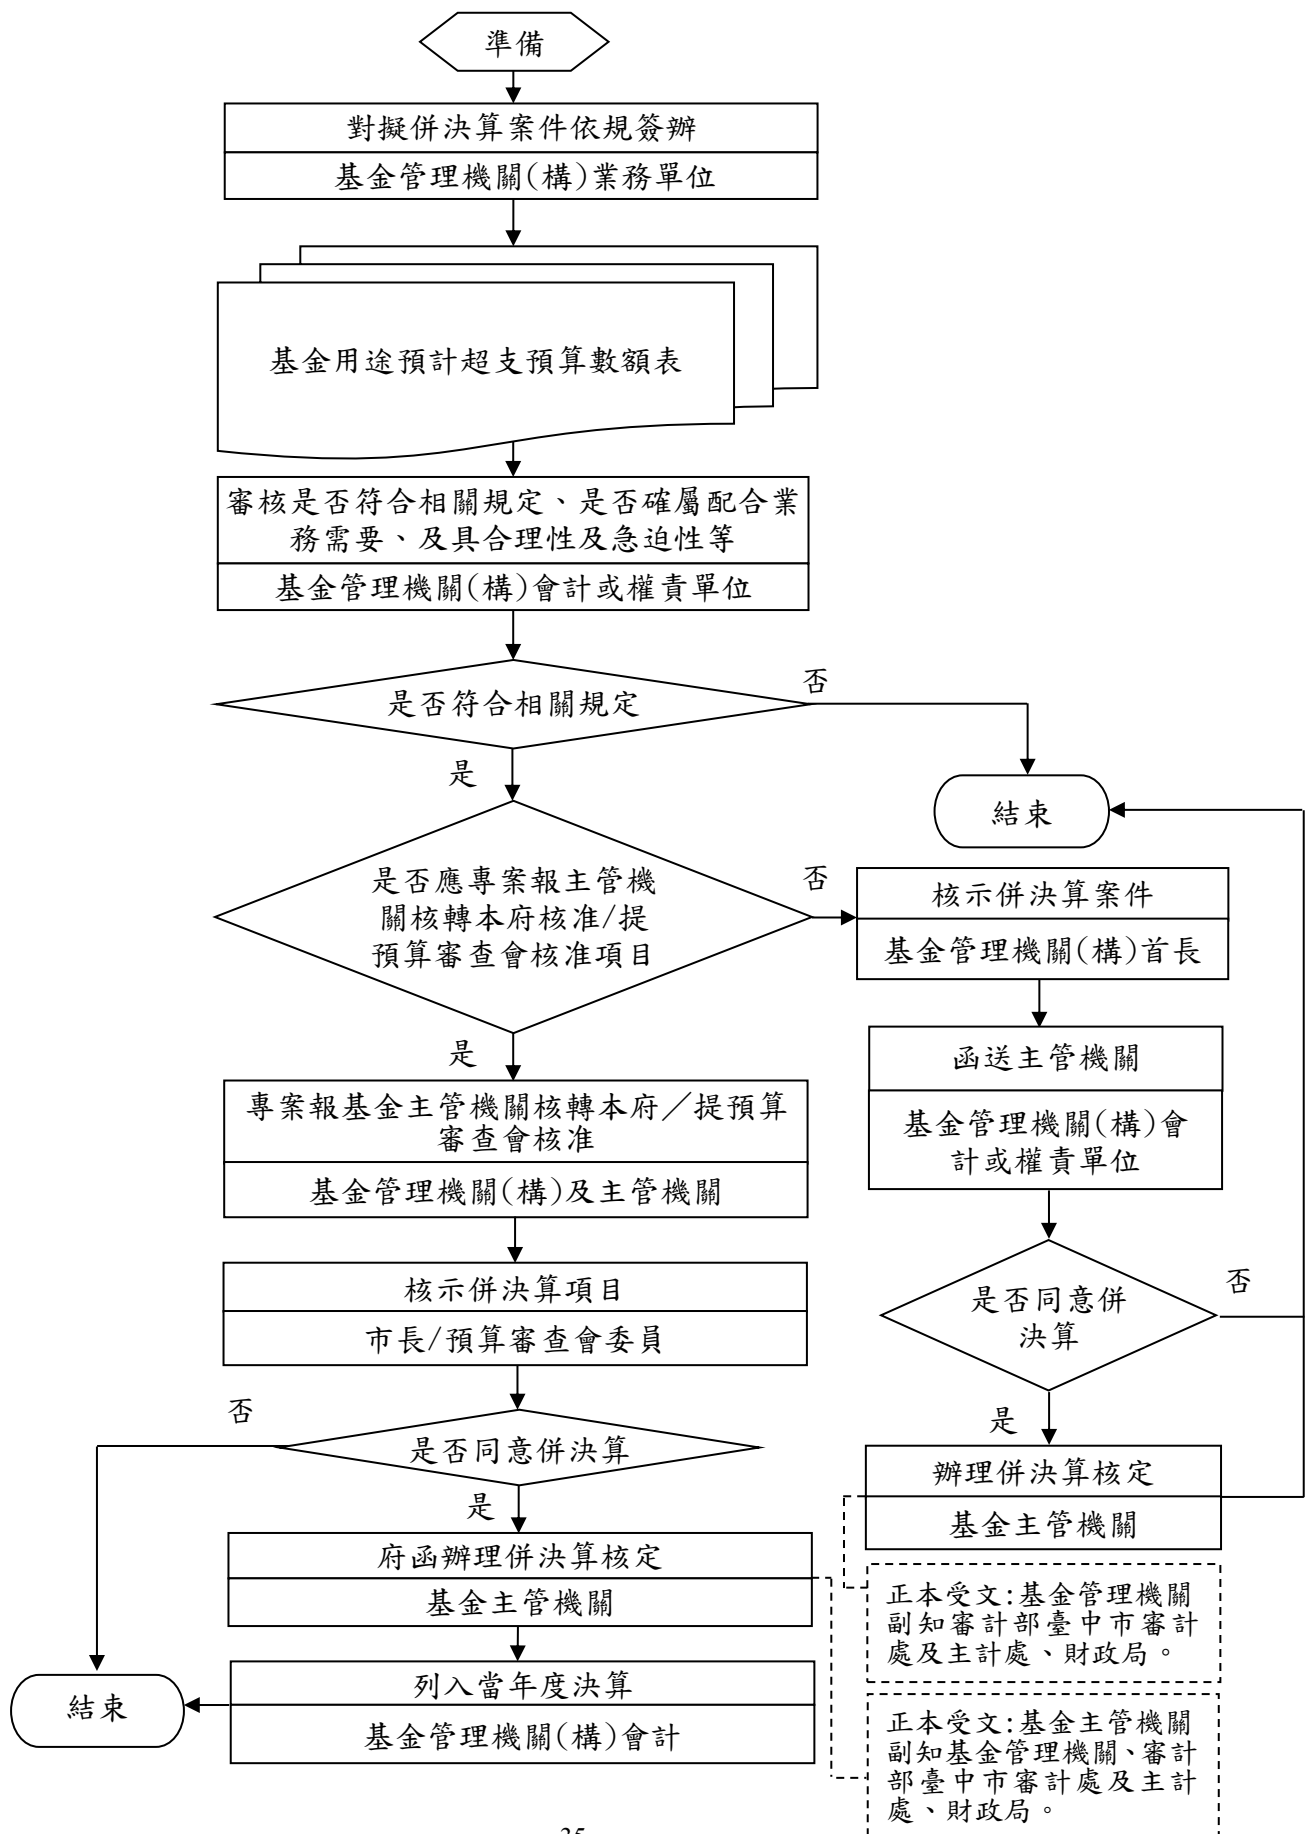 準備
對擬併決算案件依規簽辦
基金管理機關(構)業務單位
基金用途預計超支預算數額表
審核是否符合相關規定、是否確屬配合業
務需要、及具合理性及急迫性等
基金管理機關(構)會計或權責單位
是否符合相關規定
否
是
結束
是否應專案報主管機
關核轉本府核准/提
預算審查會核准項目
否
核示併決算案件
基金管理機關(構)首長
是
函送主管機關
基金管理機關(構)會
計或權責單位
專案報基金主管機關核轉本府／提預算
審查會核准
基金管理機關(構)及主管機關
核示併決算項目
市長/預算審查會委員
是否同意併
決算
否
是
否
是否同意併決算
是
辦理併決算核定
基金主管機關
府函辦理併決算核定
基金主管機關
正本受文:基金管理機關
副知審計部臺中市審計
處及主計處、財政局。
列入當年度決算
基金管理機關(構)會計
結束
正本受文:基金主管機關
副知基金管理機關、審計
部臺中市審計處及主計
處、財政局。